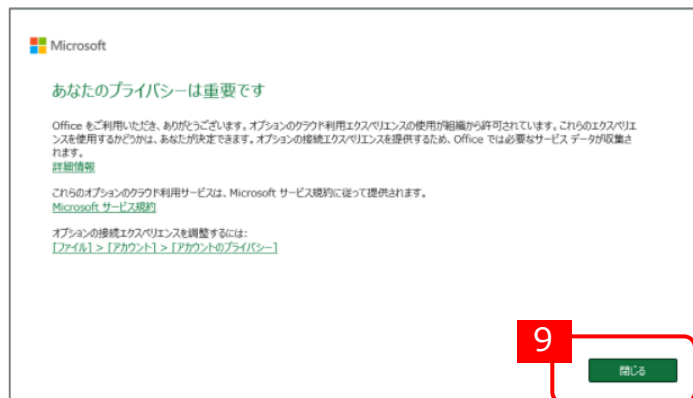 Microsoft
あなたのプライバシーは重要です
Office をご利用いただき、ありがとうございます。オプションのクラウド利用エクスペリエンスの使用が組織から許可されています。これらのエクスペリエ
ンスを使用するかどうかは、あなたが決定できます。オプションの接続エクスペリエンスを提供するため、Office では必要なサービス データが収集さ
れます。
詳細情報
これらのオプションのクラウド利用サービスは、Microsoft サービス規約に従って提供されます。
Microsoft サービス規約
オプションの接続エクスペリエンスを調整するには:
[ファイル] > [アカウント] > [アカウントのプライバシー]
9
閉じる